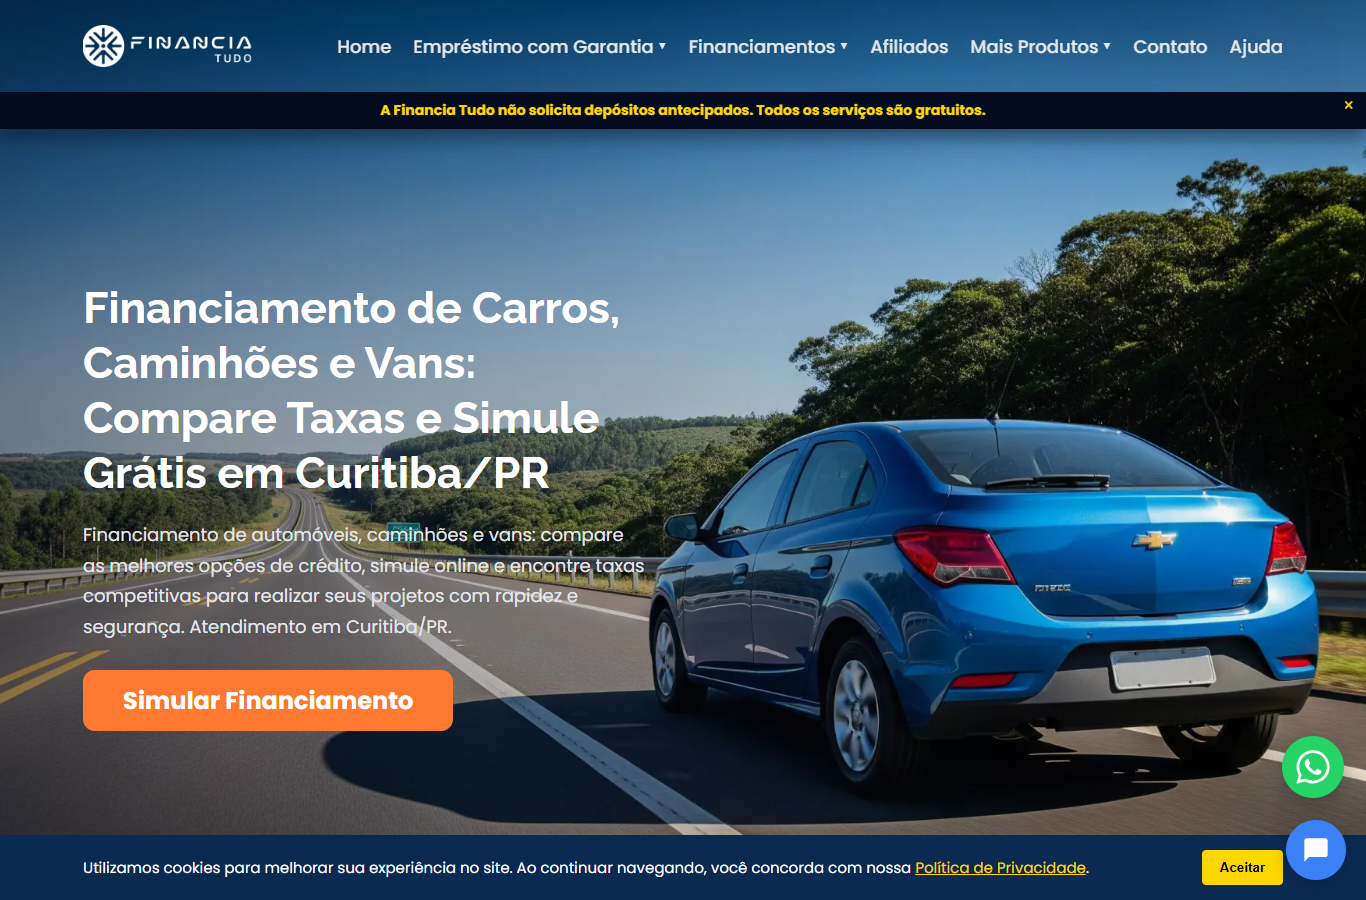 FINANCIA
TUDO
Home Empréstimo com Garantia ▾ Financiamentos ▾ Afiliados Mais Produtos ▾ Contato Ajuda
A Financia Tudo não solicita depósitos antecipados. Todos os serviços são gratuitos. ×
Financiamento de Carros,
Caminhões e Vans:
Compare Taxas e Simule
Grátis em Curitiba/PR
Financiamento de automóveis, caminhões e vans: compare
as melhores opções de crédito, simule online e encontre taxas
competitivas para realizar seus projetos com rapidez e
segurança. Atendimento em Curitiba/PR.
Simular Financiamento
Utilizamos cookies para melhorar sua experiência no site. Ao continuar navegando, você concorda com nossa Política de Privacidade.
Aceitar